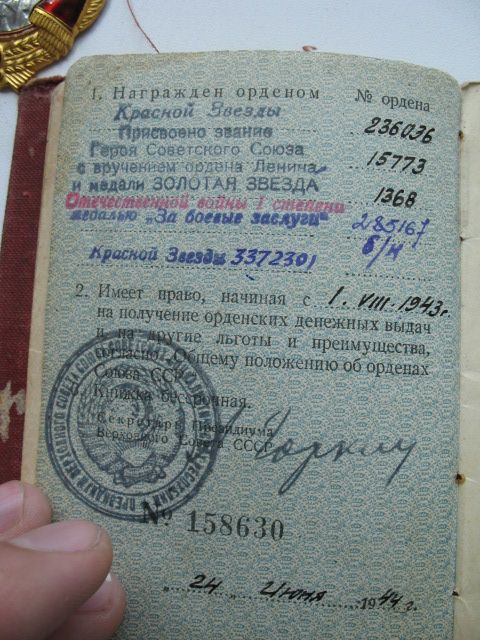 1. Награжден орденом № ордена
Красной Звезды 236036
Присвоено звание
Героя Советского Союза
с вручением ордена Ленина 15773
и медали ЗОЛОТАЯ ЗВЕЗДА 1368
Отечественной войны I степени 285167
медалью „За боевые заслуги" б/н
Красной Звезды 3372301
2. Имеет право, начиная с 1. VIII. 1943 г.
на получение орденских денежных выдач
и на другие льготы и преимущества,
согласно Общему положению об орденах
Союза ССР.
Книжка бессрочная.
Секретарь Президиума
Верховного Совета СССР
Горкин
№ 158630
„ 24 „ июня 1944 г.